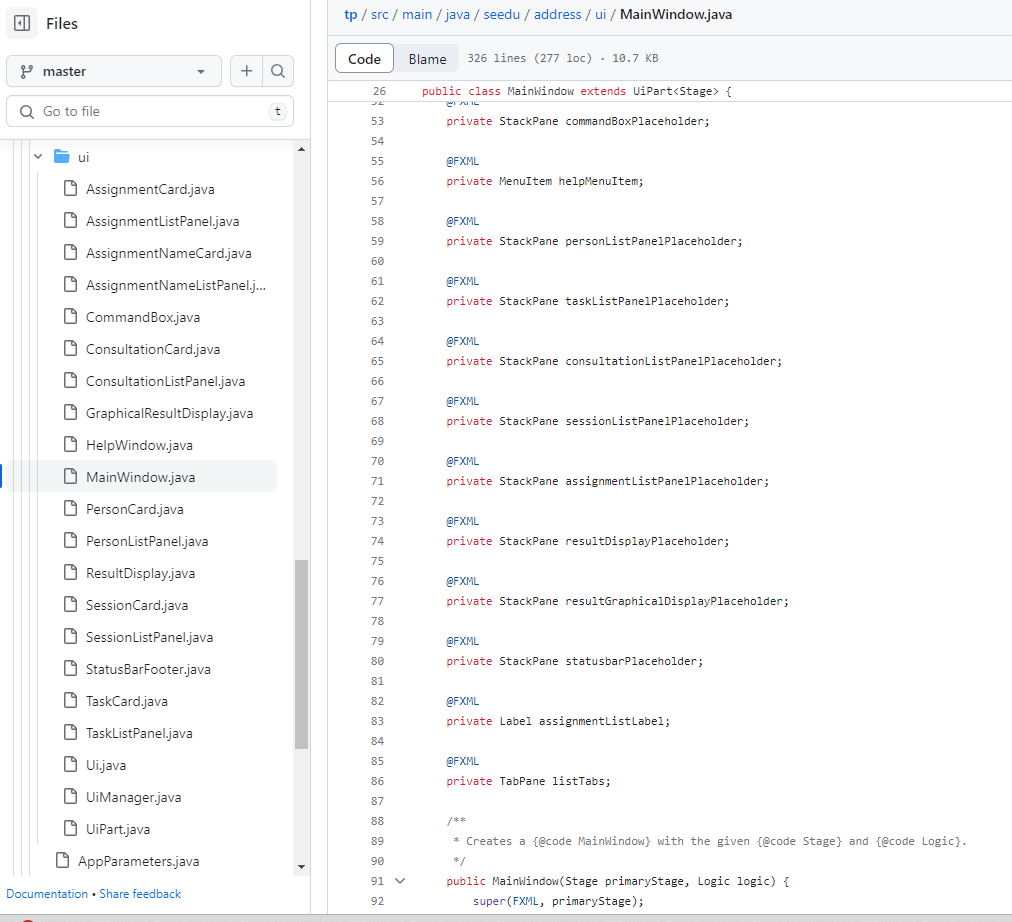 Files
master
Go to file
t
ui
AssignmentCard.java
AssignmentListPanel.java
AssignmentNameCard.java
AssignmentNameListPanel.j...
CommandBox.java
ConsultationCard.java
ConsultationListPanel.java
GraphicalResultDisplay.java
HelpWindow.java
MainWindow.java
PersonCard.java
PersonListPanel.java
ResultDisplay.java
SessionCard.java
SessionListPanel.java
StatusBarFooter.java
TaskCard.java
TaskListPanel.java
Ui.java
UiManager.java
UiPart.java
AppParameters.java
Documentation • Share feedback
tp / src / main / java / seedu / address / ui / MainWindow.java
Code Blame 326 lines (277 loc) · 10.7 KB
26 public class MainWindow extends UiPart<Stage> {
52 @FXML
53 private StackPane commandBoxPlaceholder;
54
55 @FXML
56 private MenuItem helpMenuItem;
57
58 @FXML
59 private StackPane personListPanelPlaceholder;
60
61 @FXML
62 private StackPane taskListPanelPlaceholder;
63
64 @FXML
65 private StackPane consultationListPanelPlaceholder;
66
67 @FXML
68 private StackPane sessionListPanelPlaceholder;
69
70 @FXML
71 private StackPane assignmentListPanelPlaceholder;
72
73 @FXML
74 private StackPane resultDisplayPlaceholder;
75
76 @FXML
77 private StackPane resultGraphicalDisplayPlaceholder;
78
79 @FXML
80 private StackPane statusbarPlaceholder;
81
82 @FXML
83 private Label assignmentListLabel;
84
85 @FXML
86 private TabPane listTabs;
87
88 /**
89 * Creates a {@code MainWindow} with the given {@code Stage} and {@code Logic}.
90 */
91 public MainWindow(Stage primaryStage, Logic logic) {
92 super(FXML, primaryStage);